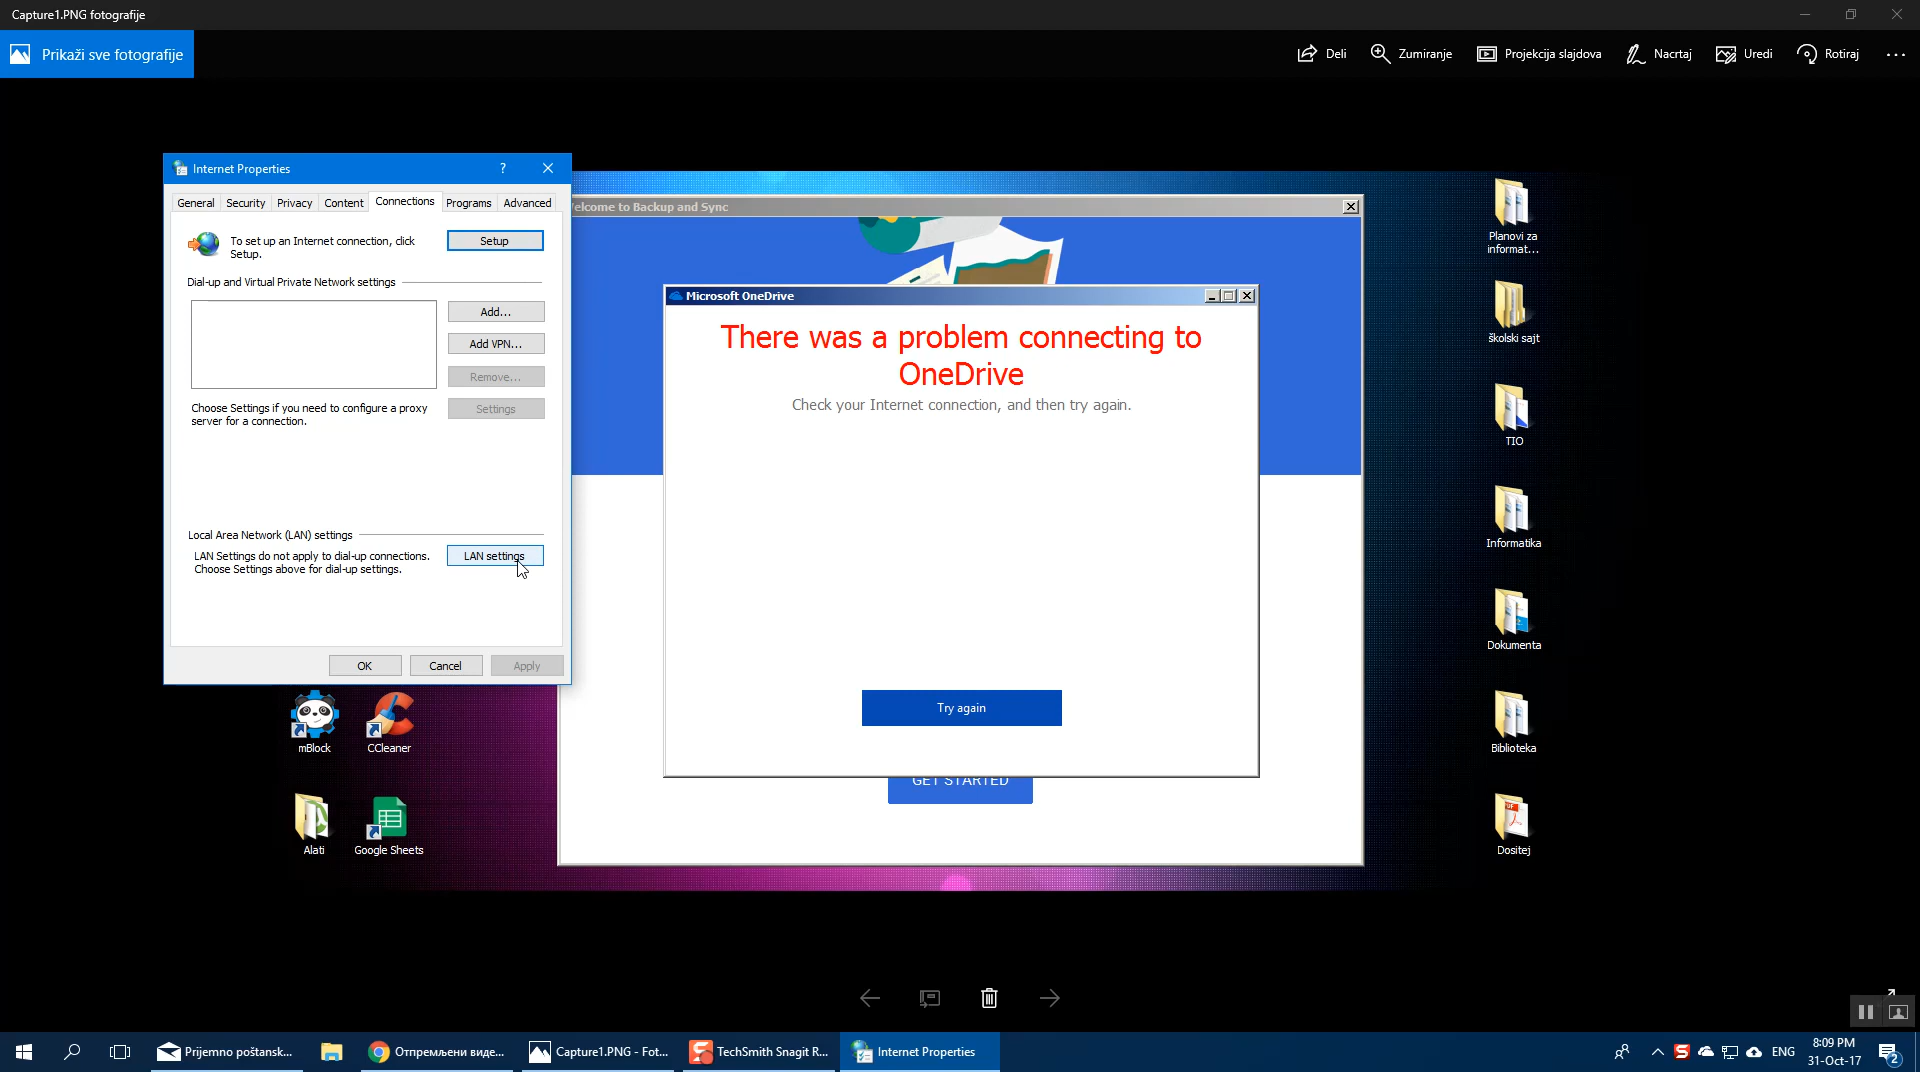 Capture1.PNG fotografije
Prikaži sve fotografije
Deli
Zumiranje
Projekcija slajdova
Nacrtaj
Uredi
Rotiraj
Internet Properties
?
General
Security
Privacy
Content
Connections
Programs
Advanced
To set up an Internet connection, click
Setup.
Setup
Dial-up and Virtual Private Network settings
Add...
Add VPN...
Remove...
Choose Settings if you need to configure a proxy
server for a connection.
Settings
Local Area Network (LAN) settings
LAN Settings do not apply to dial-up connections.
Choose Settings above for dial-up settings.
LAN settings
OK
Cancel
Apply
elcome to Backup and Sync
Microsoft OneDrive
There was a problem connecting to
OneDrive
Check your Internet connection, and then try again.
Try again
GET STARTED
mBlock
CCleaner
Alati
Google Sheets
Planovi za
informat...
školski sajt
TIO
Informatika
Dokumenta
Biblioteka
PDF
Dositej
Prijemno poštansk...
Отпремљени виде...
Capture1.PNG - Fot...
TechSmith Snagit R...
Internet Properties
ENG
8:09 PM
31-Oct-17
2